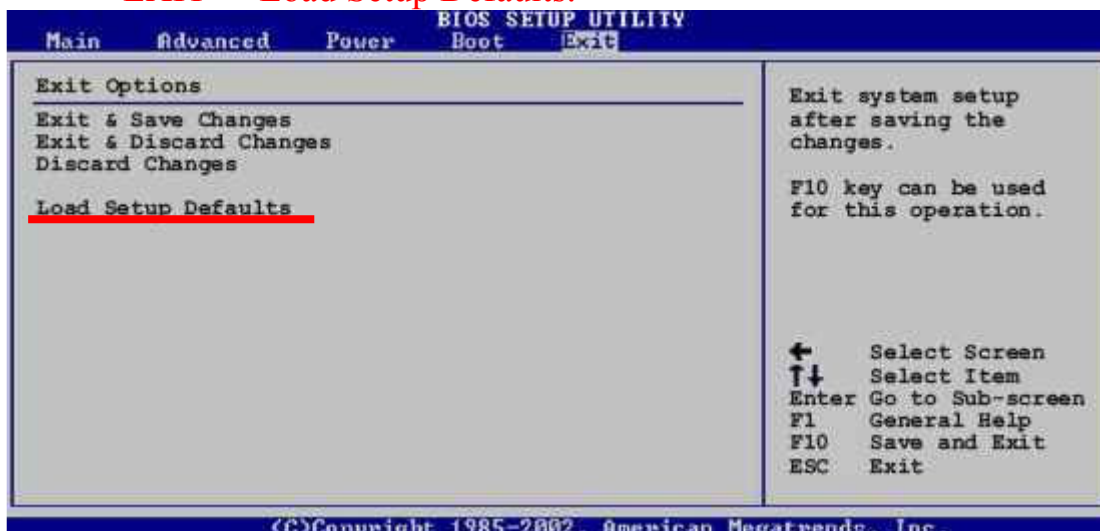 Load Setup Defaults.
BIOS SETUP UTILITY
Main Advanced Power Boot Exit
Exit Options
Exit & Save Changes
Exit & Discard Changes
Discard Changes
Load Setup Defaults
Exit system setup
after saving the
changes.
F10 key can be used
for this operation.
← Select Screen
↑↓ Select Item
Enter Go to Sub-screen
F1 General Help
F10 Save and Exit
ESC Exit
(C)Copyright 1985-2002, American Megatrends, Inc.